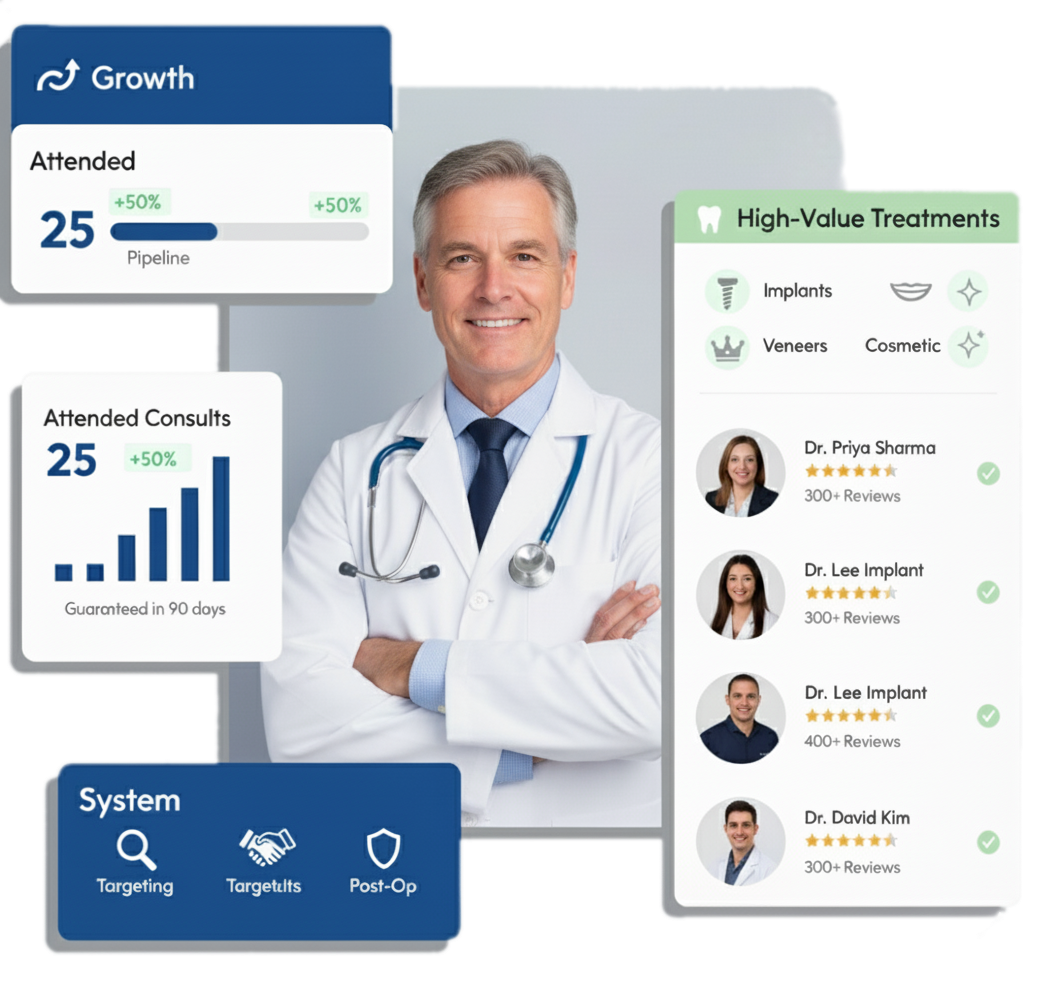 Growth
Attended
+50%
+50%
25
Pipeline
High-Value Treatments
Implants
Veneers
Cosmetic
Attended Consults
25
+50%
Guaranteed in 90 days
Dr. Priya Sharma
300+ Reviews
Dr. Lee Implant
300+ Reviews
Dr. Lee Implant
400+ Reviews
Dr. David Kim
300+ Reviews
System
Targeting
Post-Op